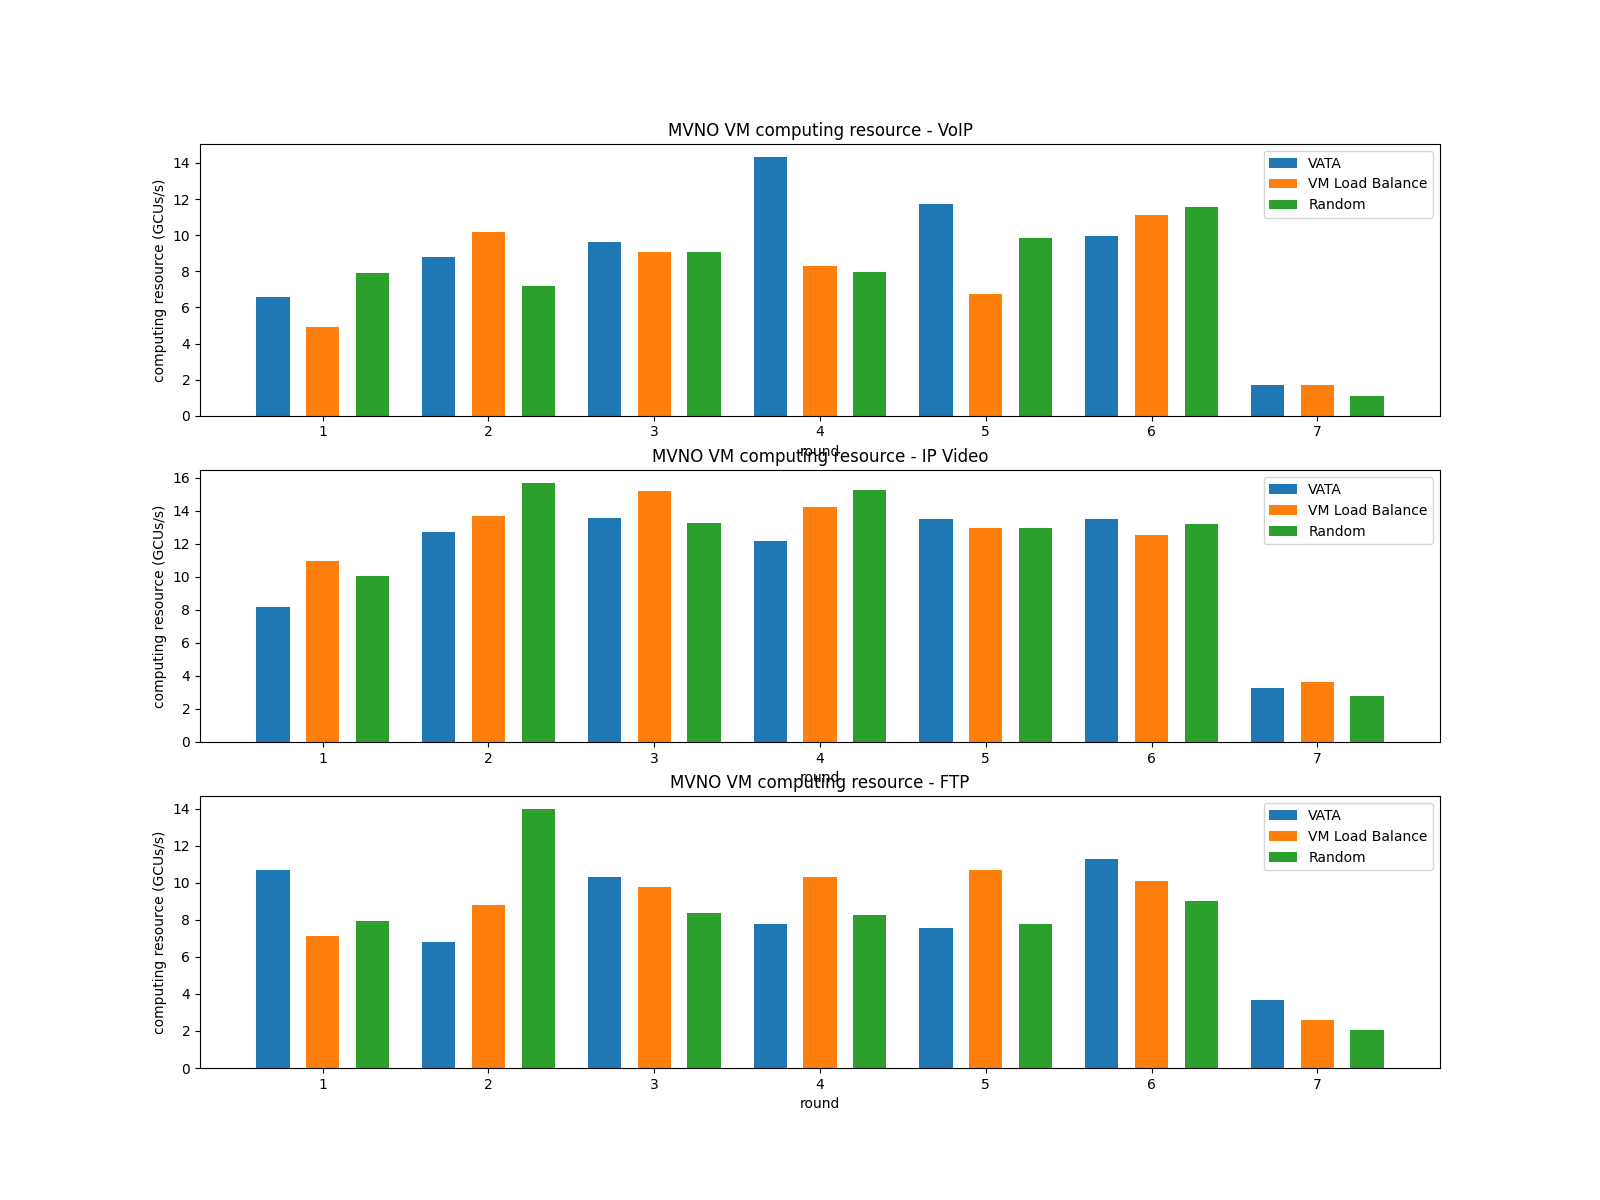 MVNO VM computing resource - VoIP
computing resource (GCUs/s)
14
12
10
8
6
4
2
0
VATA
VM Load Balance
Random
1 2 3 4 5 6 7
round
MVNO VM computing resource - IP Video
computing resource (GCUs/s)
16
14
12
10
8
6
4
2
0
VATA
VM Load Balance
Random
1 2 3 4 5 6 7
round
MVNO VM computing resource - FTP
computing resource (GCUs/s)
14
12
10
8
6
4
2
0
VATA
VM Load Balance
Random
1 2 3 4 5 6 7
round